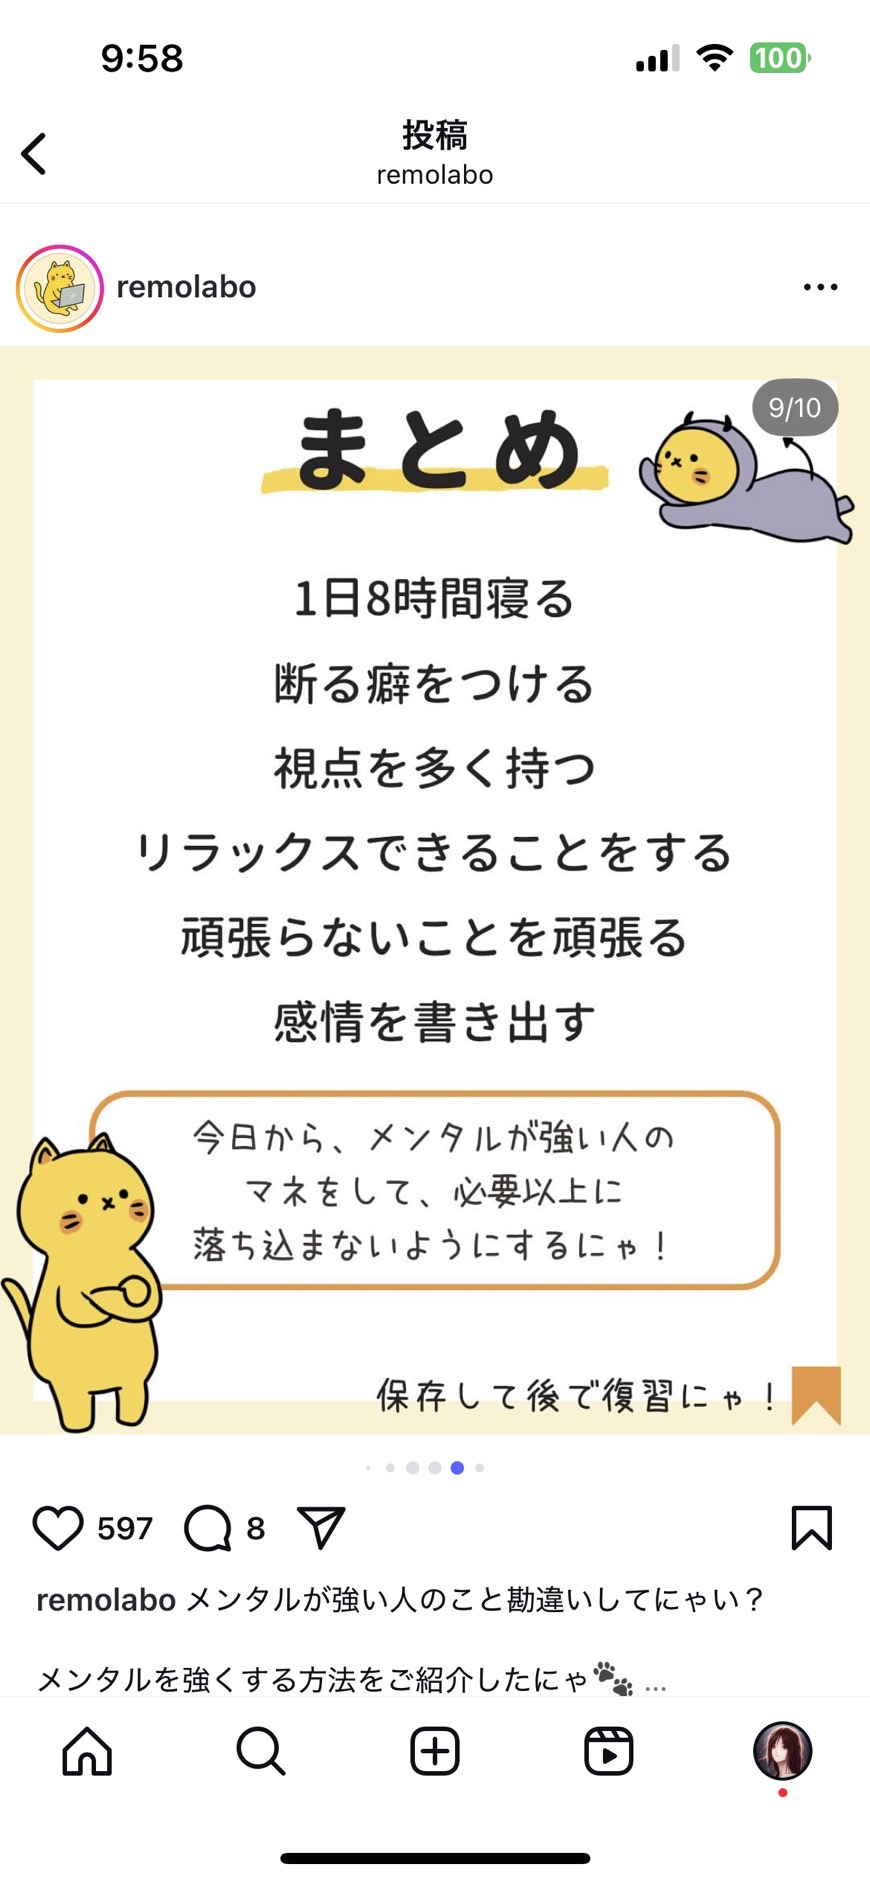 9:58
100
投稿
remolabo
remolabo
9/10
まとめ
1日8時間寝る
断る癖をつける
視点を多く持つ
リラックスできることをする
頑張らないことを頑張る
感情を書き出す
今日から、メンタルが強い人の
マネをして、必要以上に
落ち込まないようにするにゃ！
保存して後で復習にゃ！
597 8
remolabo メンタルが強い人のこと勘違いしてにゃい？
メンタルを強くする方法をご紹介したにゃ🐾 ...